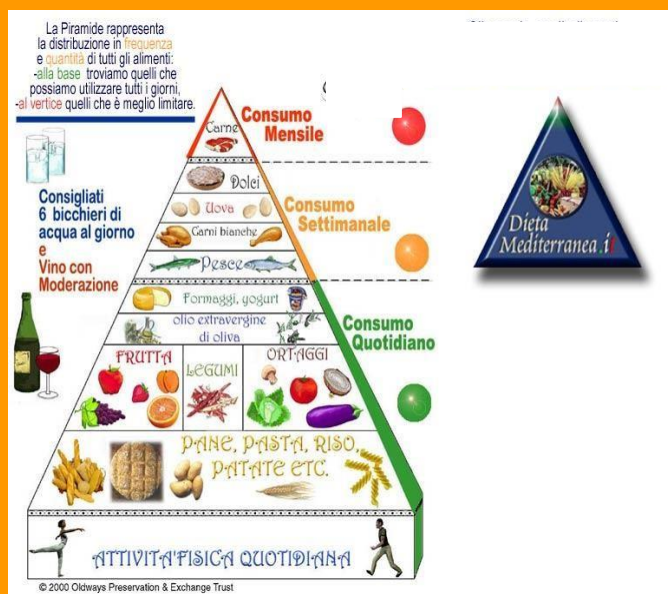 La Piramide rappresenta
la distribuzione in frequenza
e quantità di tutti gli alimenti:
-alla base troviamo quelli che
possiamo utilizzare tutti i giorni,
-al vertice quelli che è meglio limitare.
Consumo
Mensile
Carne
Dolci
Uova
Carni bianche
Pesce
Consumo
Settimanale
Consigliati
6 bicchieri di
acqua al giorno
e
Vino con
Moderazione
Formaggi, yogurt
olio extravergine
di oliva
Consumo
Quotidiano
FRUTTA
LEGUMI
ORTAGGI
PANE, PASTA, RISO,
PATATE ETC.
ATTIVITA'FISICA QUOTIDIANA
© 2000 Oldways Preservation & Exchange Trust
Dieta
Mediterranea.it